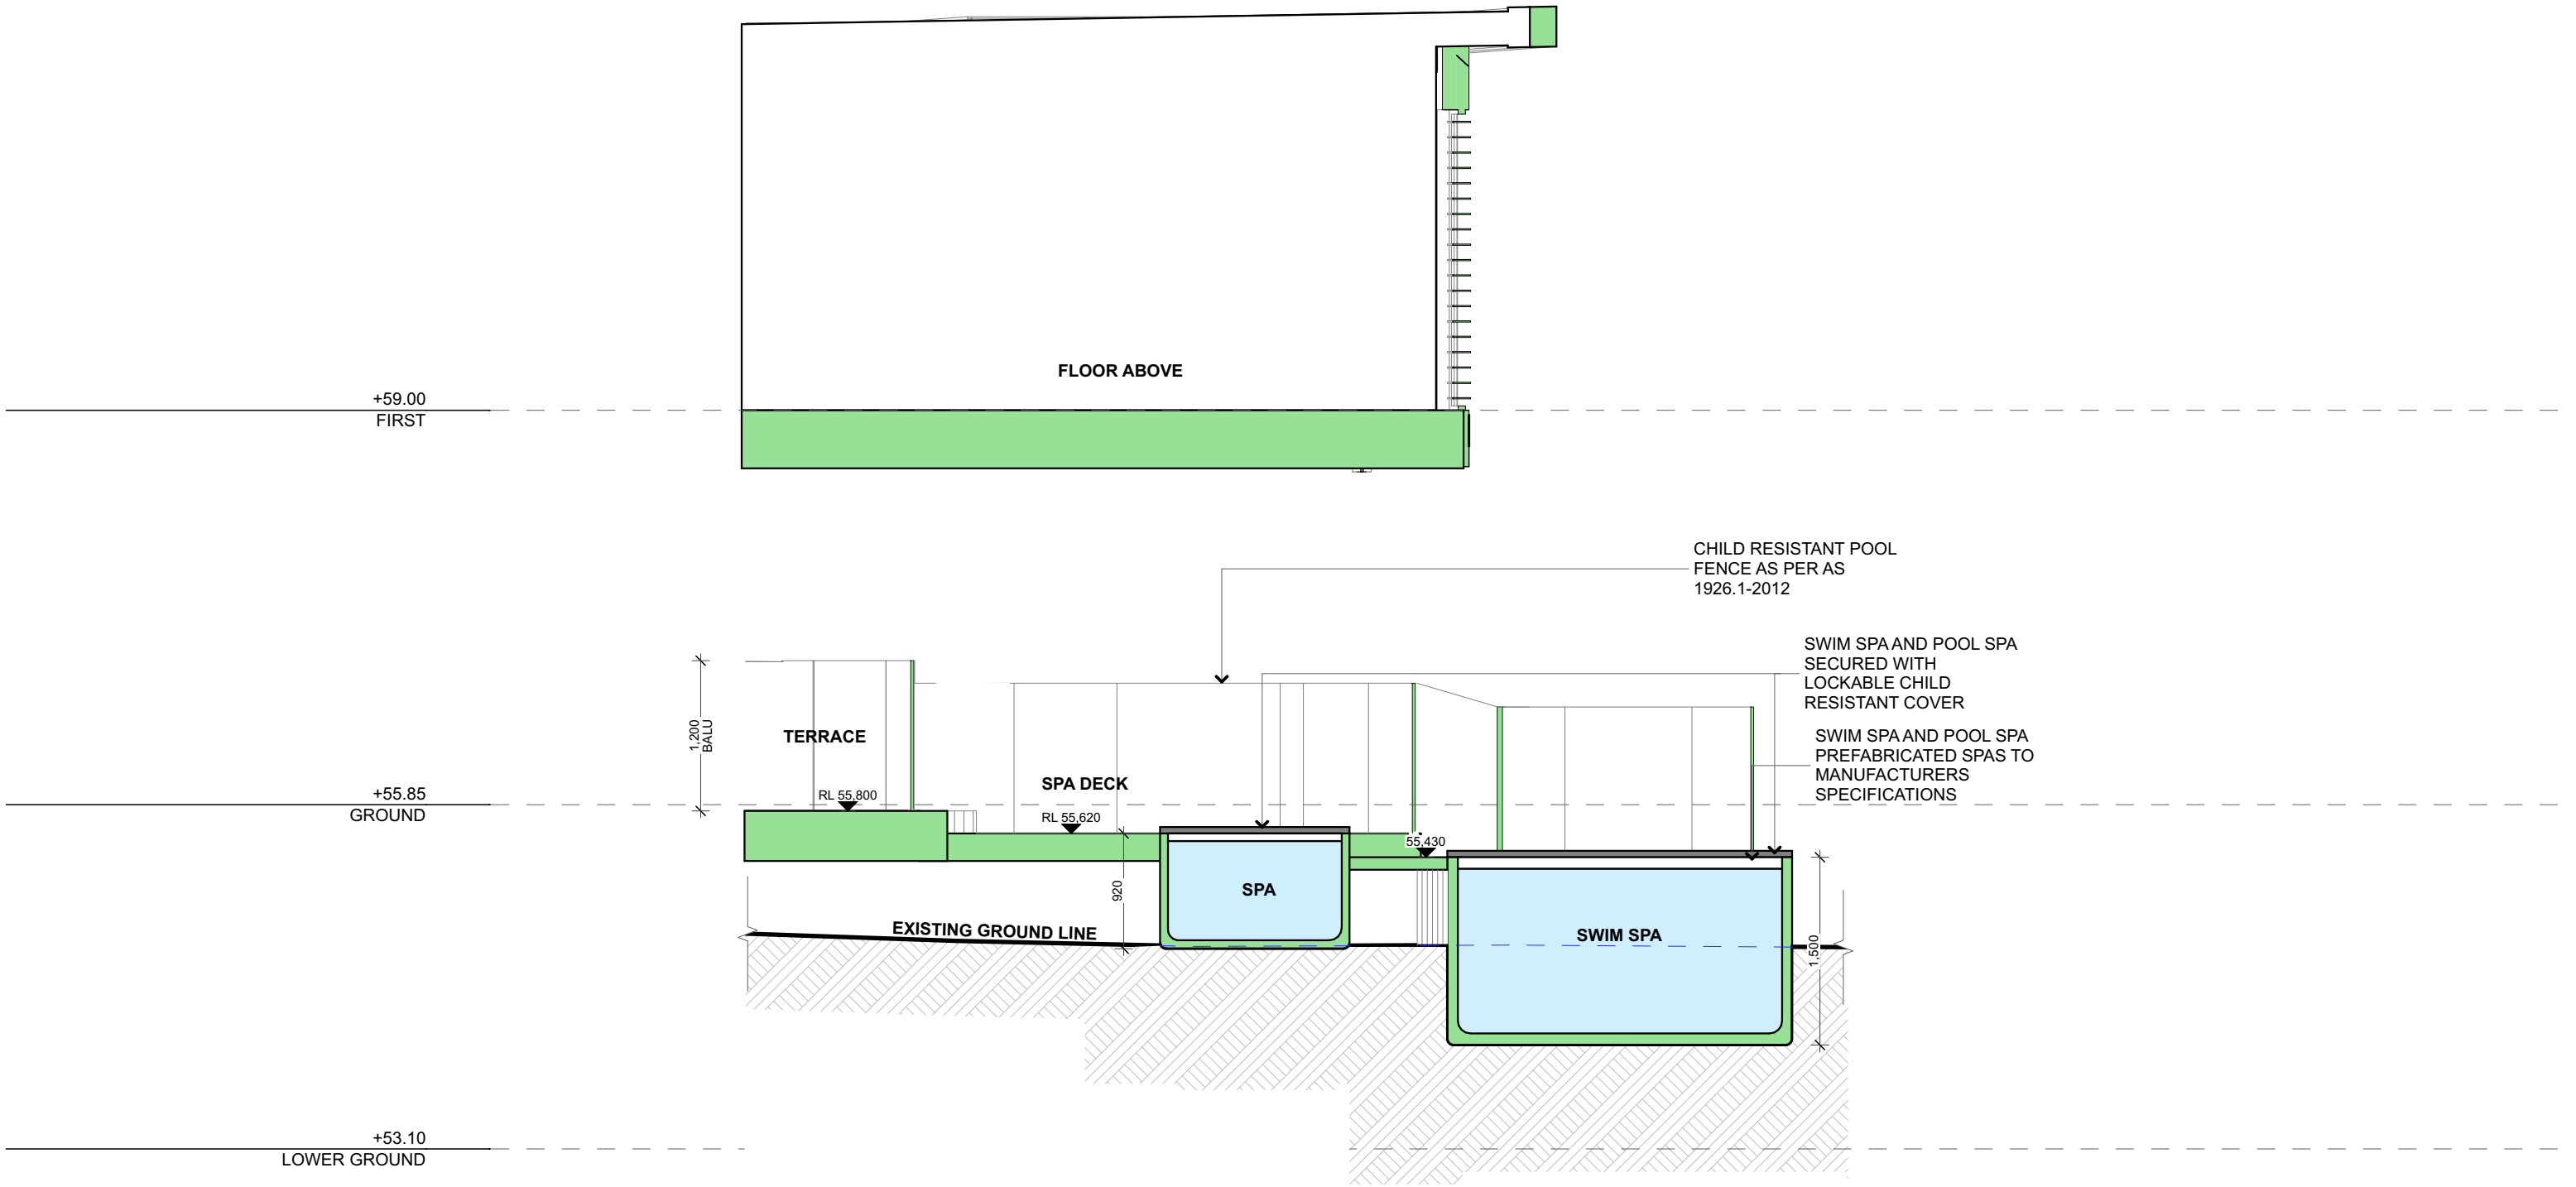 FLOOR ABOVE
+59.00
FIRST
CHILD RESISTANT POOL
FENCE AS PER AS
1926.1-2012
SWIM SPA AND POOL SPA
SECURED WITH
LOCKABLE CHILD
RESISTANT COVER
1,200
BALU
TERRACE
SWIM SPA AND POOL SPA
PREFABRICATED SPAS TO
MANUFACTURERS
SPECIFICATIONS
SPA DECK
+55.85
GROUND
RL 55,800
RL 55,620
55,430
920
SPA
EXISTING GROUND LINE
SWIM SPA
1,500
+53.10
LOWER GROUND